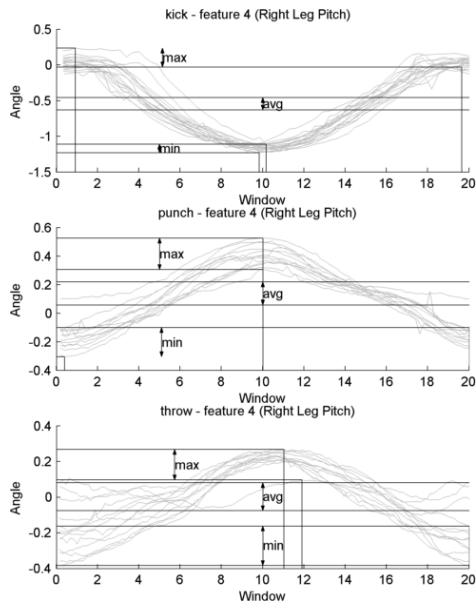 kick - feature 4 (Right Leg Pitch)
0.5
max
0
Angle
-0.5
avg
-1
min
-1.5
0 2 4 6 8 10 12 14 16 18 20
Window
punch - feature 4 (Right Leg Pitch)
0.6
max
0.4
0.2
avg
Angle
0
min
-0.2
-0.4
0 2 4 6 8 10 12 14 16 18 20
Window
throw - feature 4 (Right Leg Pitch)
0.4
0.2
max
Angle
0
avg
-0.2
min
-0.4
0 2 4 6 8 10 12 14 16 18 20
Window